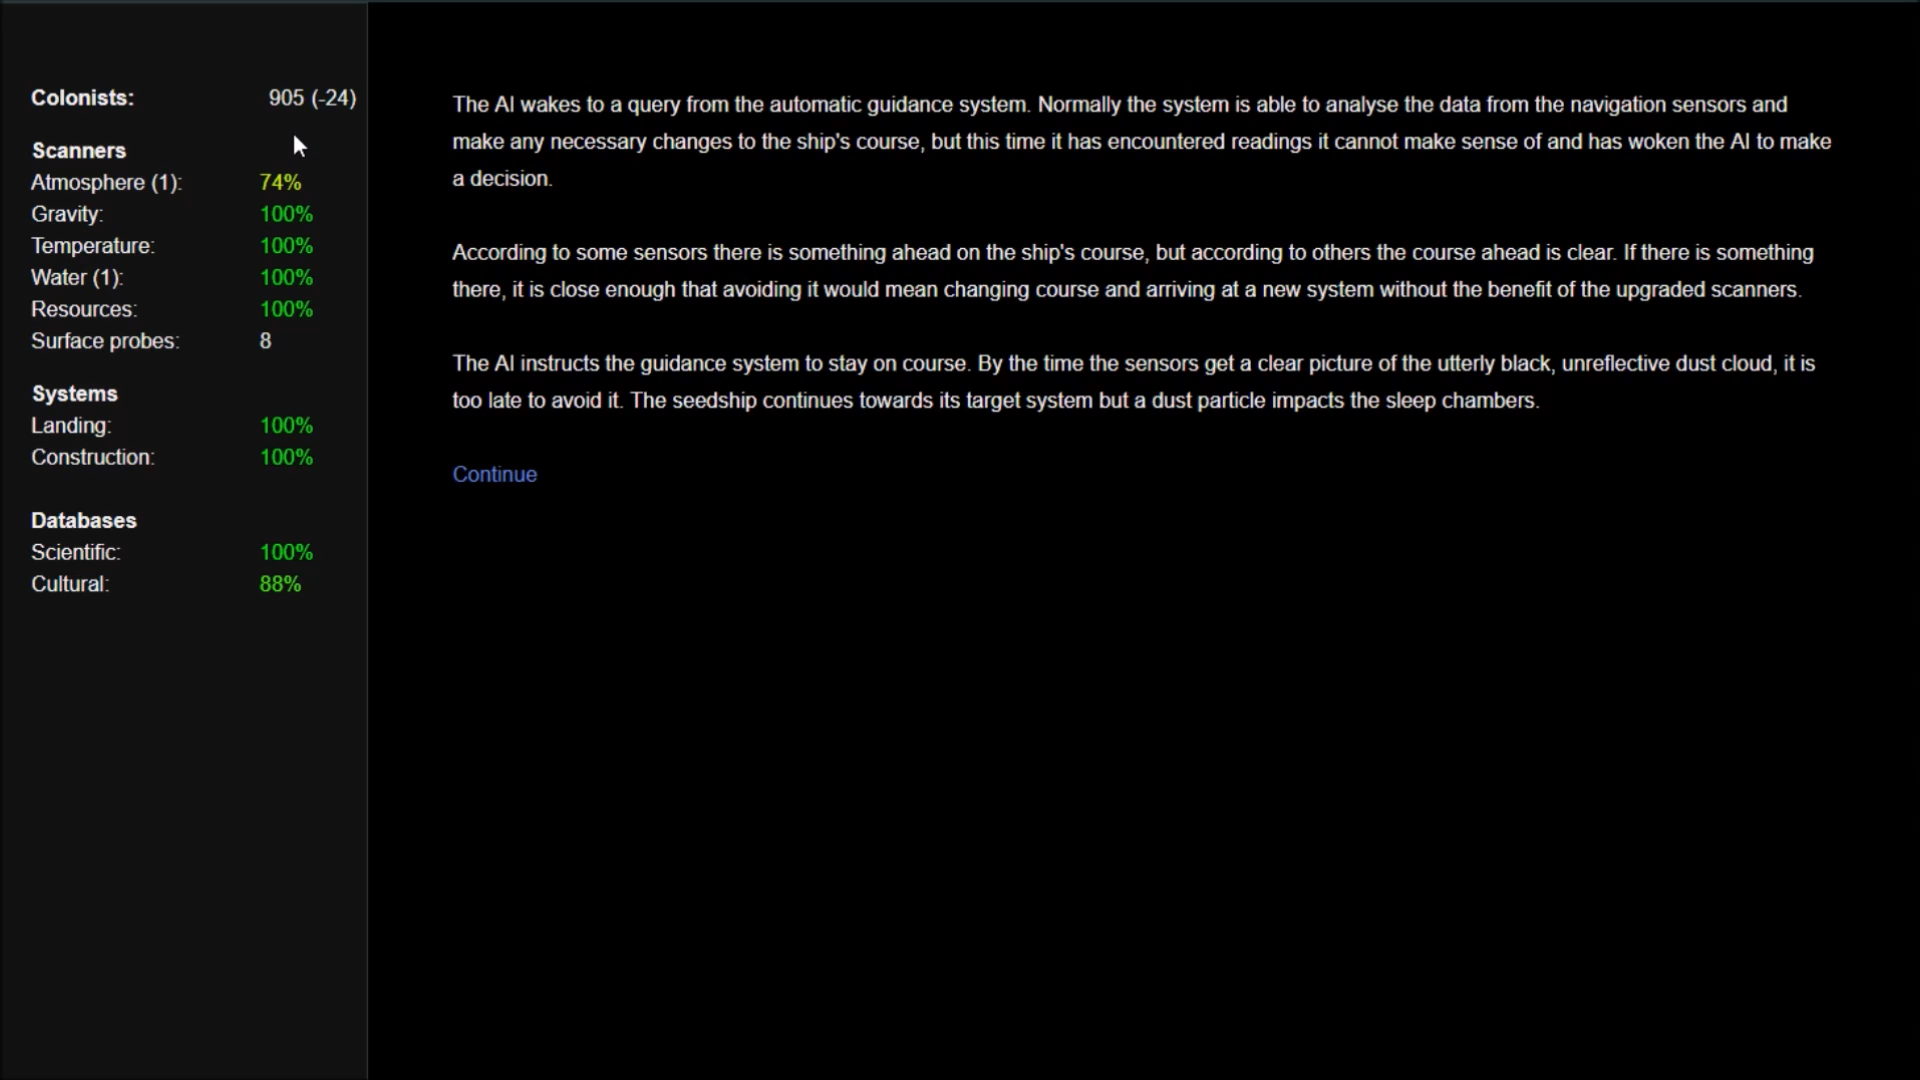 Colonists: 905 (-24)
Scanners
Atmosphere (1): 74%
Gravity: 100%
Temperature: 100%
Water (1): 100%
Resources: 100%
Surface probes: 8
Systems
Landing: 100%
Construction: 100%
Databases
Scientific: 100%
Cultural: 88%
The AI wakes to a query from the automatic guidance system. Normally the system is able to analyse the data from the navigation sensors and
make any necessary changes to the ship's course, but this time it has encountered readings it cannot make sense of and has woken the AI to make
a decision.
According to some sensors there is something ahead on the ship's course, but according to others the course ahead is clear. If there is something
there, it is close enough that avoiding it would mean changing course and arriving at a new system without the benefit of the upgraded scanners.
The AI instructs the guidance system to stay on course. By the time the sensors get a clear picture of the utterly black, unreflective dust cloud, it is
too late to avoid it. The seedship continues towards its target system but a dust particle impacts the sleep chambers.
Continue